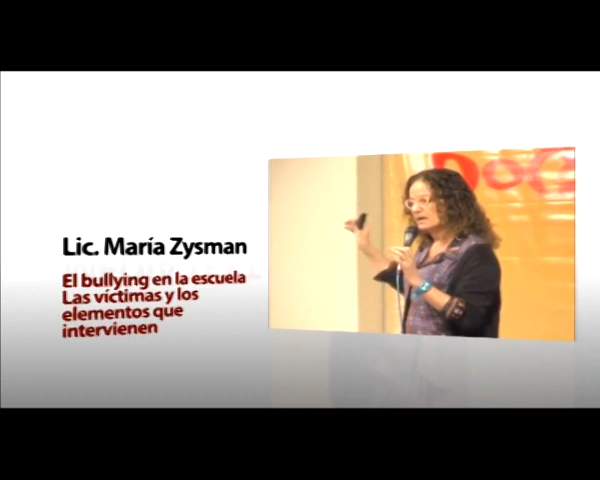 Lic. María Zysman
El bullying en la escuela
Las víctimas y los
elementos que
intervienen